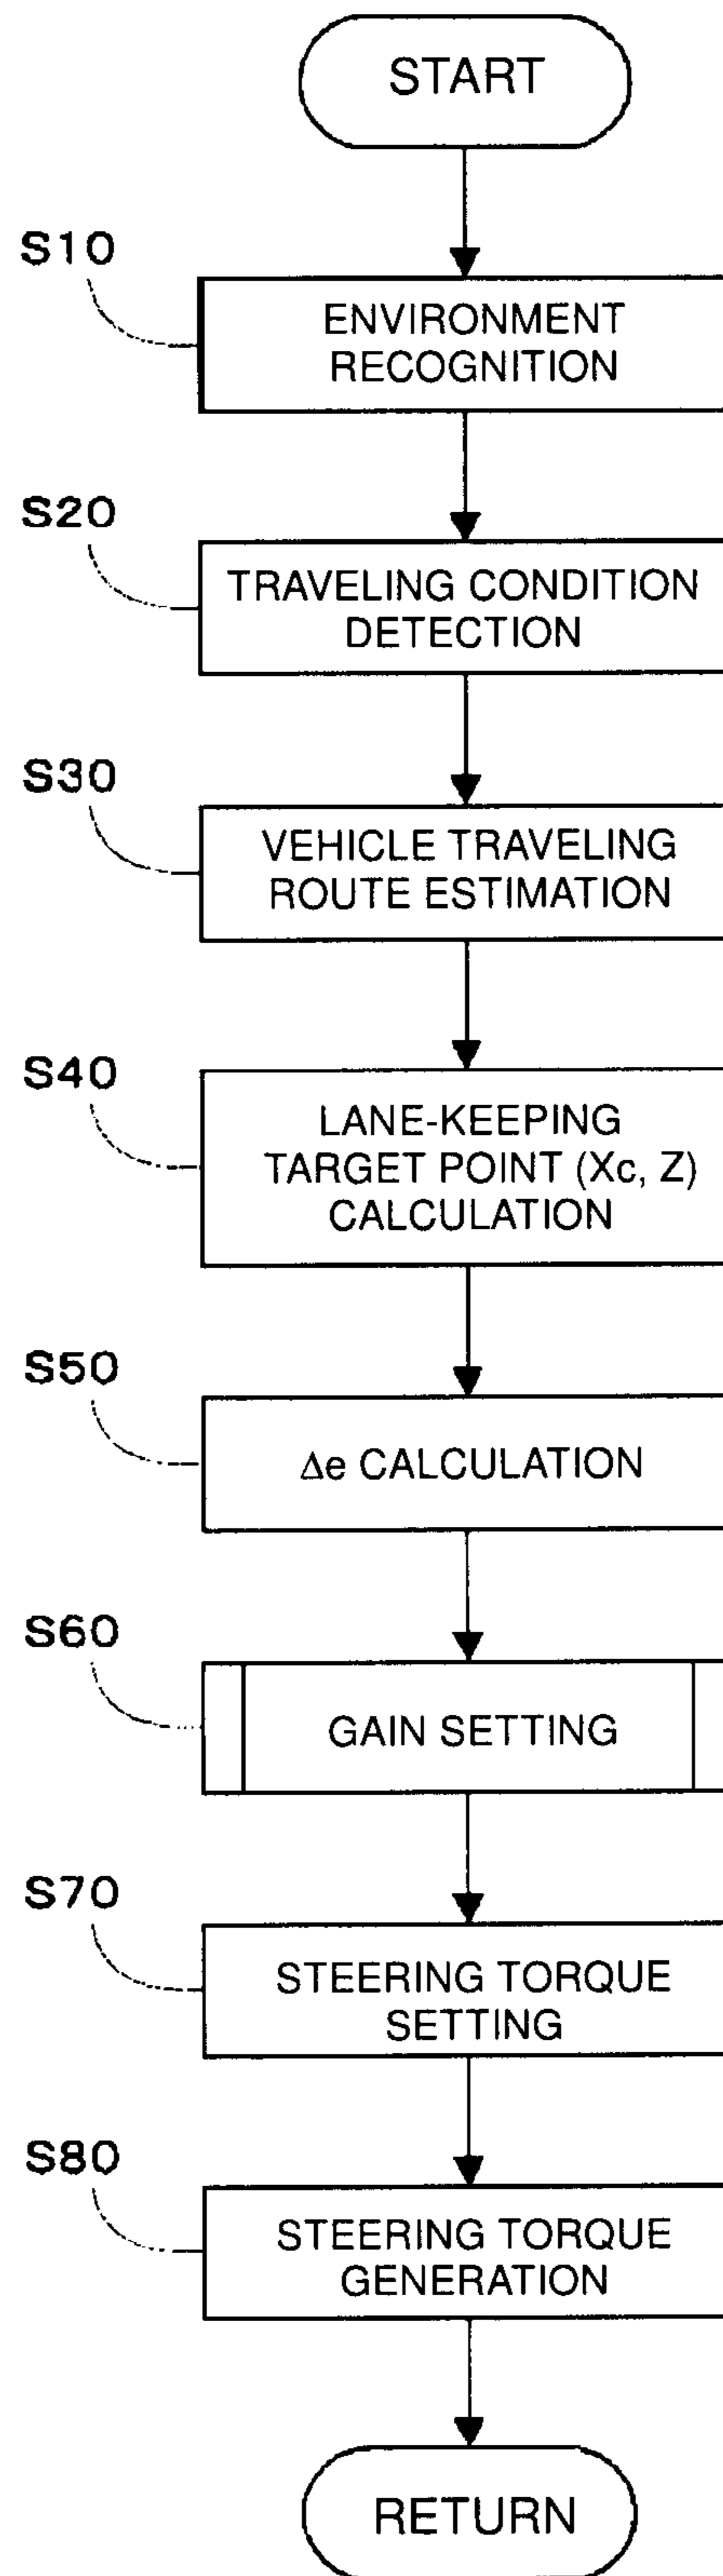 START
S10
ENVIRONMENT
RECOGNITION
S20
TRAVELING CONDITION
DETECTION
S30
VEHICLE TRAVELING
ROUTE ESTIMATION
S40
LANE-KEEPING
TARGET POINT (Xc, Z)
CALCULATION
S50
Δe CALCULATION
S60
GAIN SETTING
S70
STEERING TORQUE
SETTING
S80
STEERING TORQUE
GENERATION
RETURN